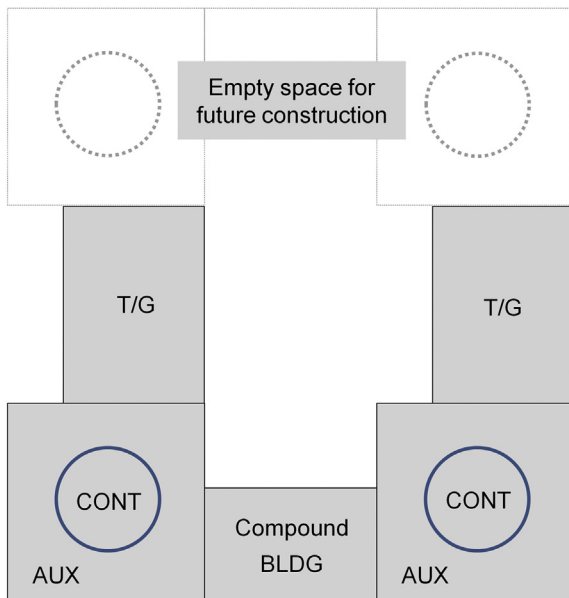 Empty space for
future construction
T/G
T/G
CONT
CONT
Compound
BLDG
AUX
AUX